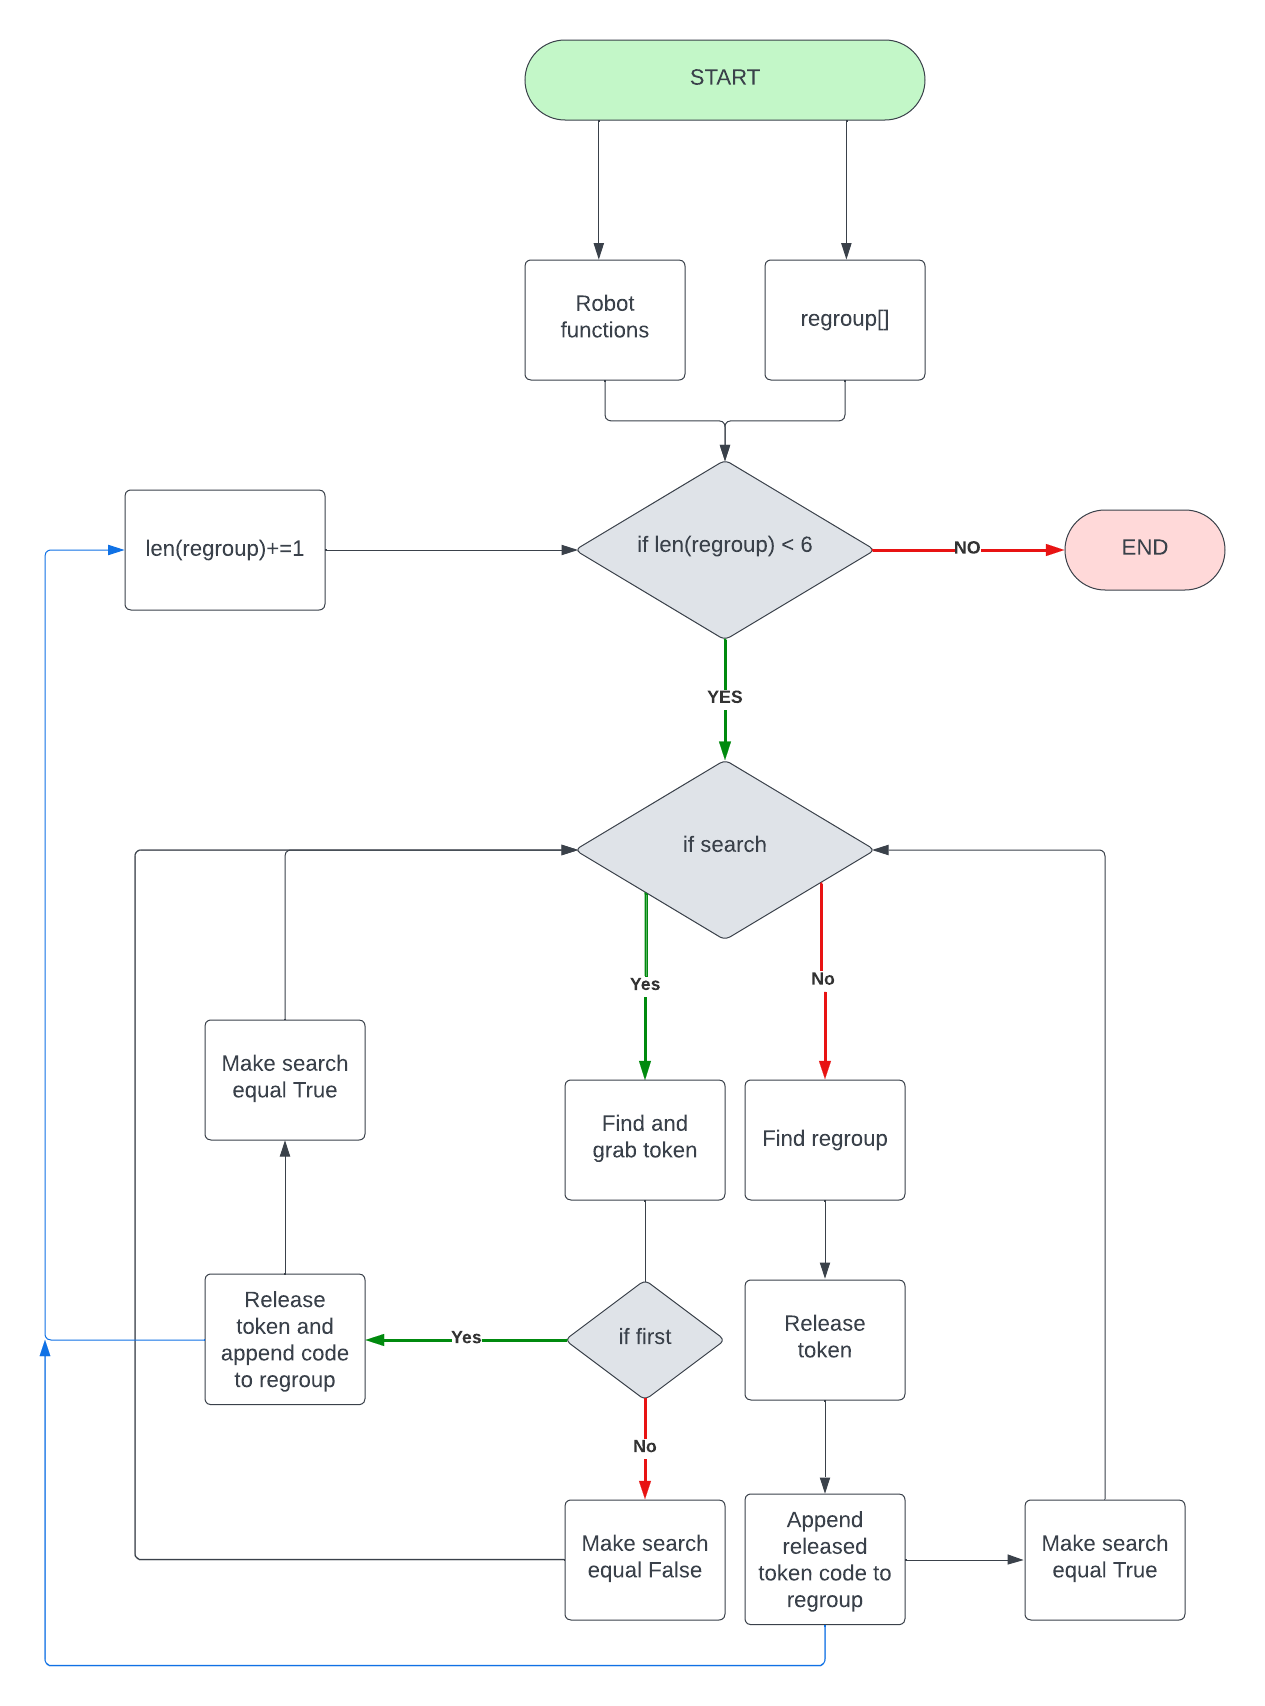 START
Robot
functions
regroup[]
len(regroup)+=1
if len(regroup) < 6
NO
END
YES
if search
Yes
No
Make search
equal True
Find and
grab token
Find regroup
Release
token and
append code
to regroup
Yes
if first
Release
token
No
Make search
equal False
Append
released
token code to
regroup
Make search
equal True